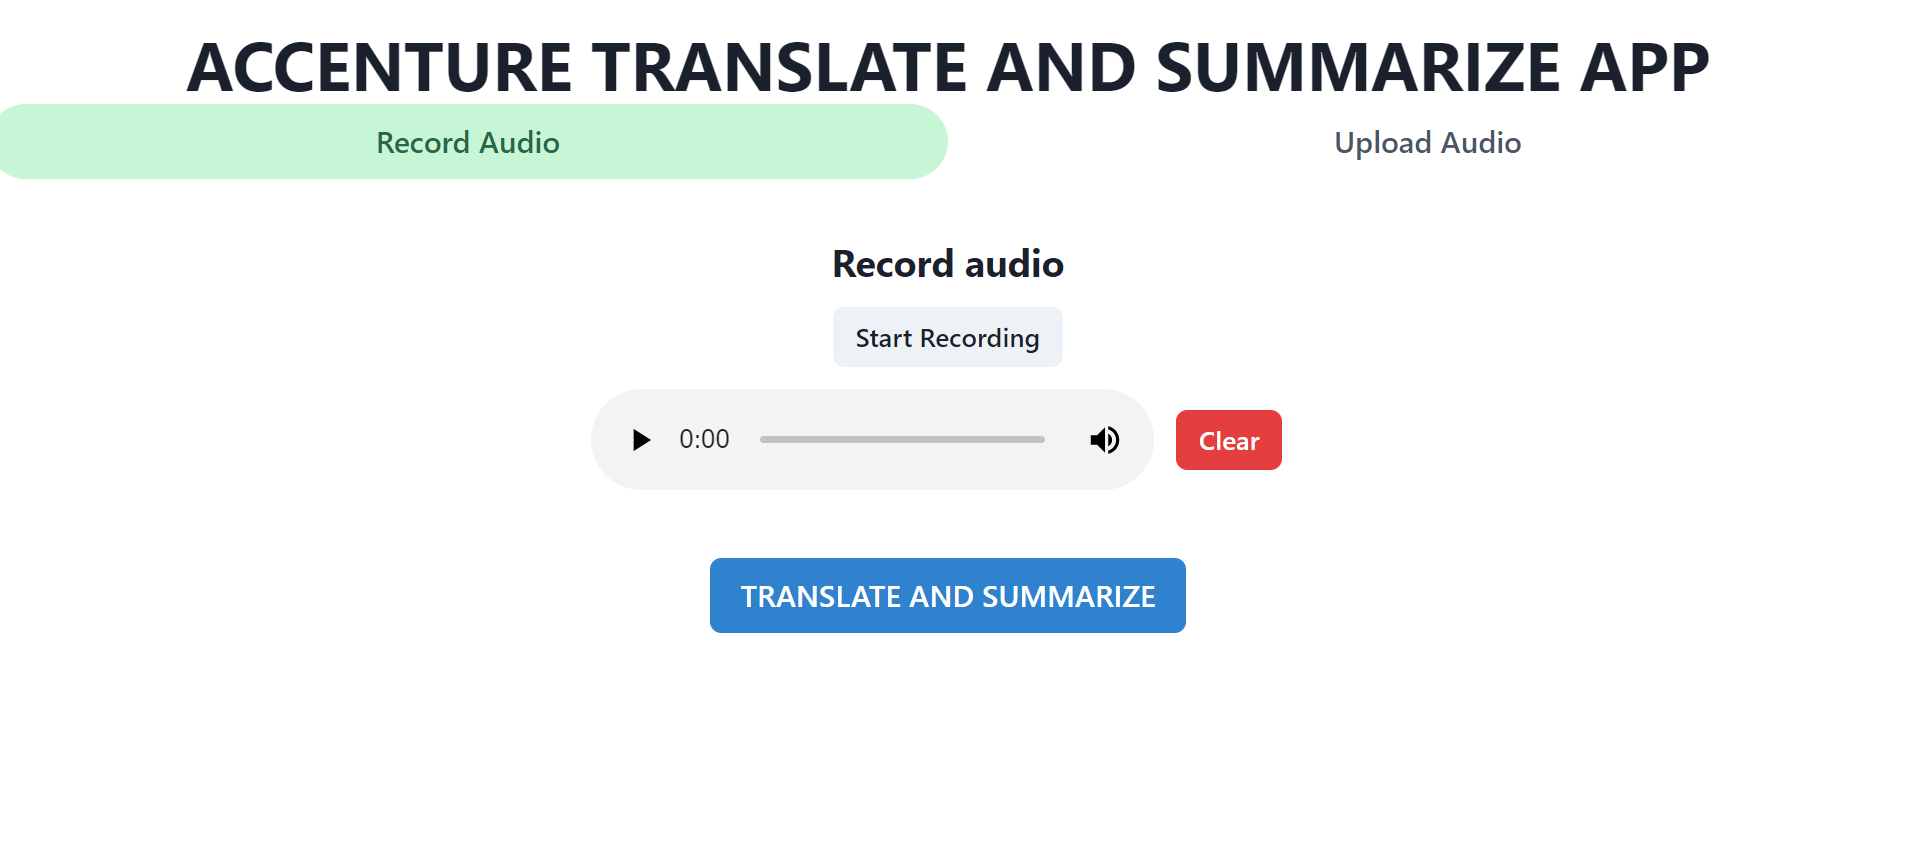 ACCENTURE TRANSLATE AND SUMMARIZE APP
Record Audio
Upload Audio
Record audio
Start Recording
0:00
Clear
TRANSLATE AND SUMMARIZE